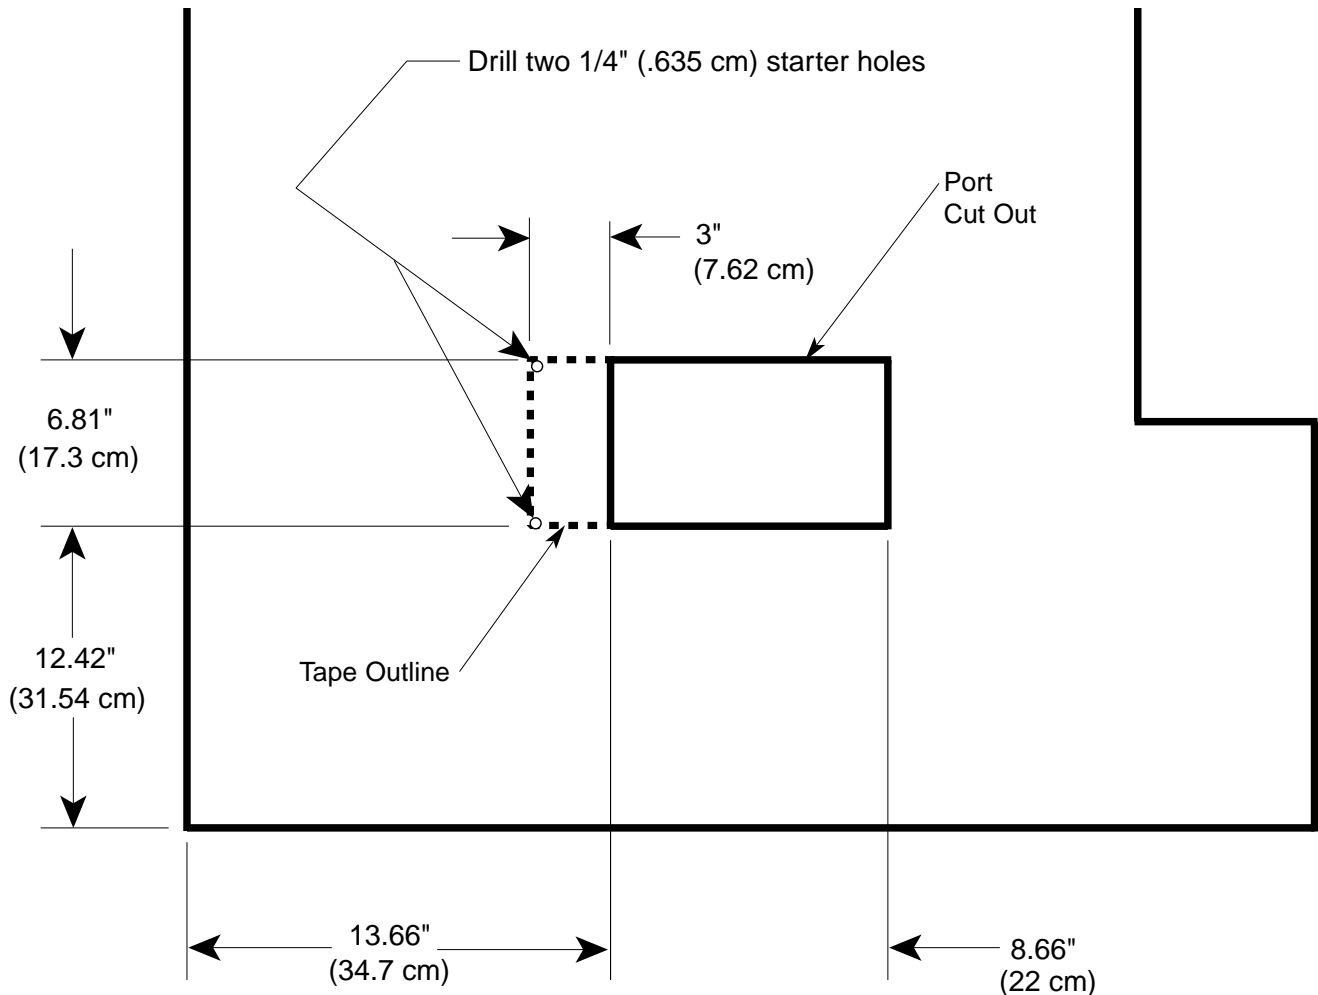 Drill two 1/4" (.635 cm) starter holes
Port
Cut Out
3"
(7.62 cm)
6.81"
(17.3 cm)
12.42"
(31.54 cm)
Tape Outline
13.66"
(34.7 cm)
8.66"
(22 cm)